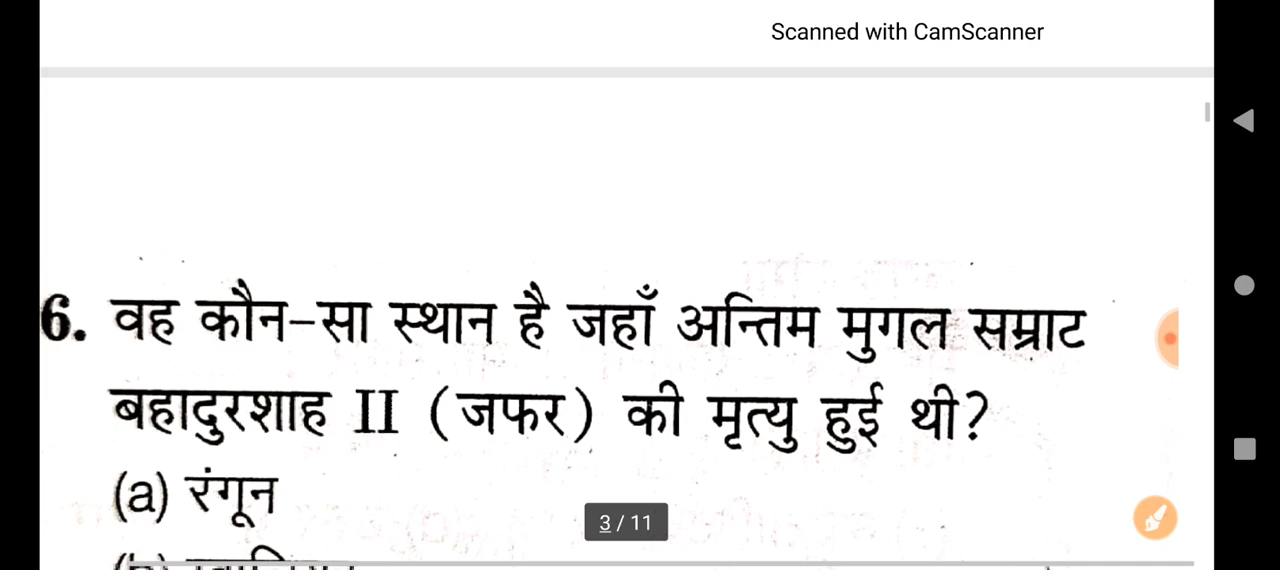 Scanned with CamScanner
6. वह कौन-सा स्थान है जहाँ अन्तिम मुगल सम्राट
बहादुरशाह II (जफर) की मृत्यु हुई थी?
(a) रंगून
3 / 11